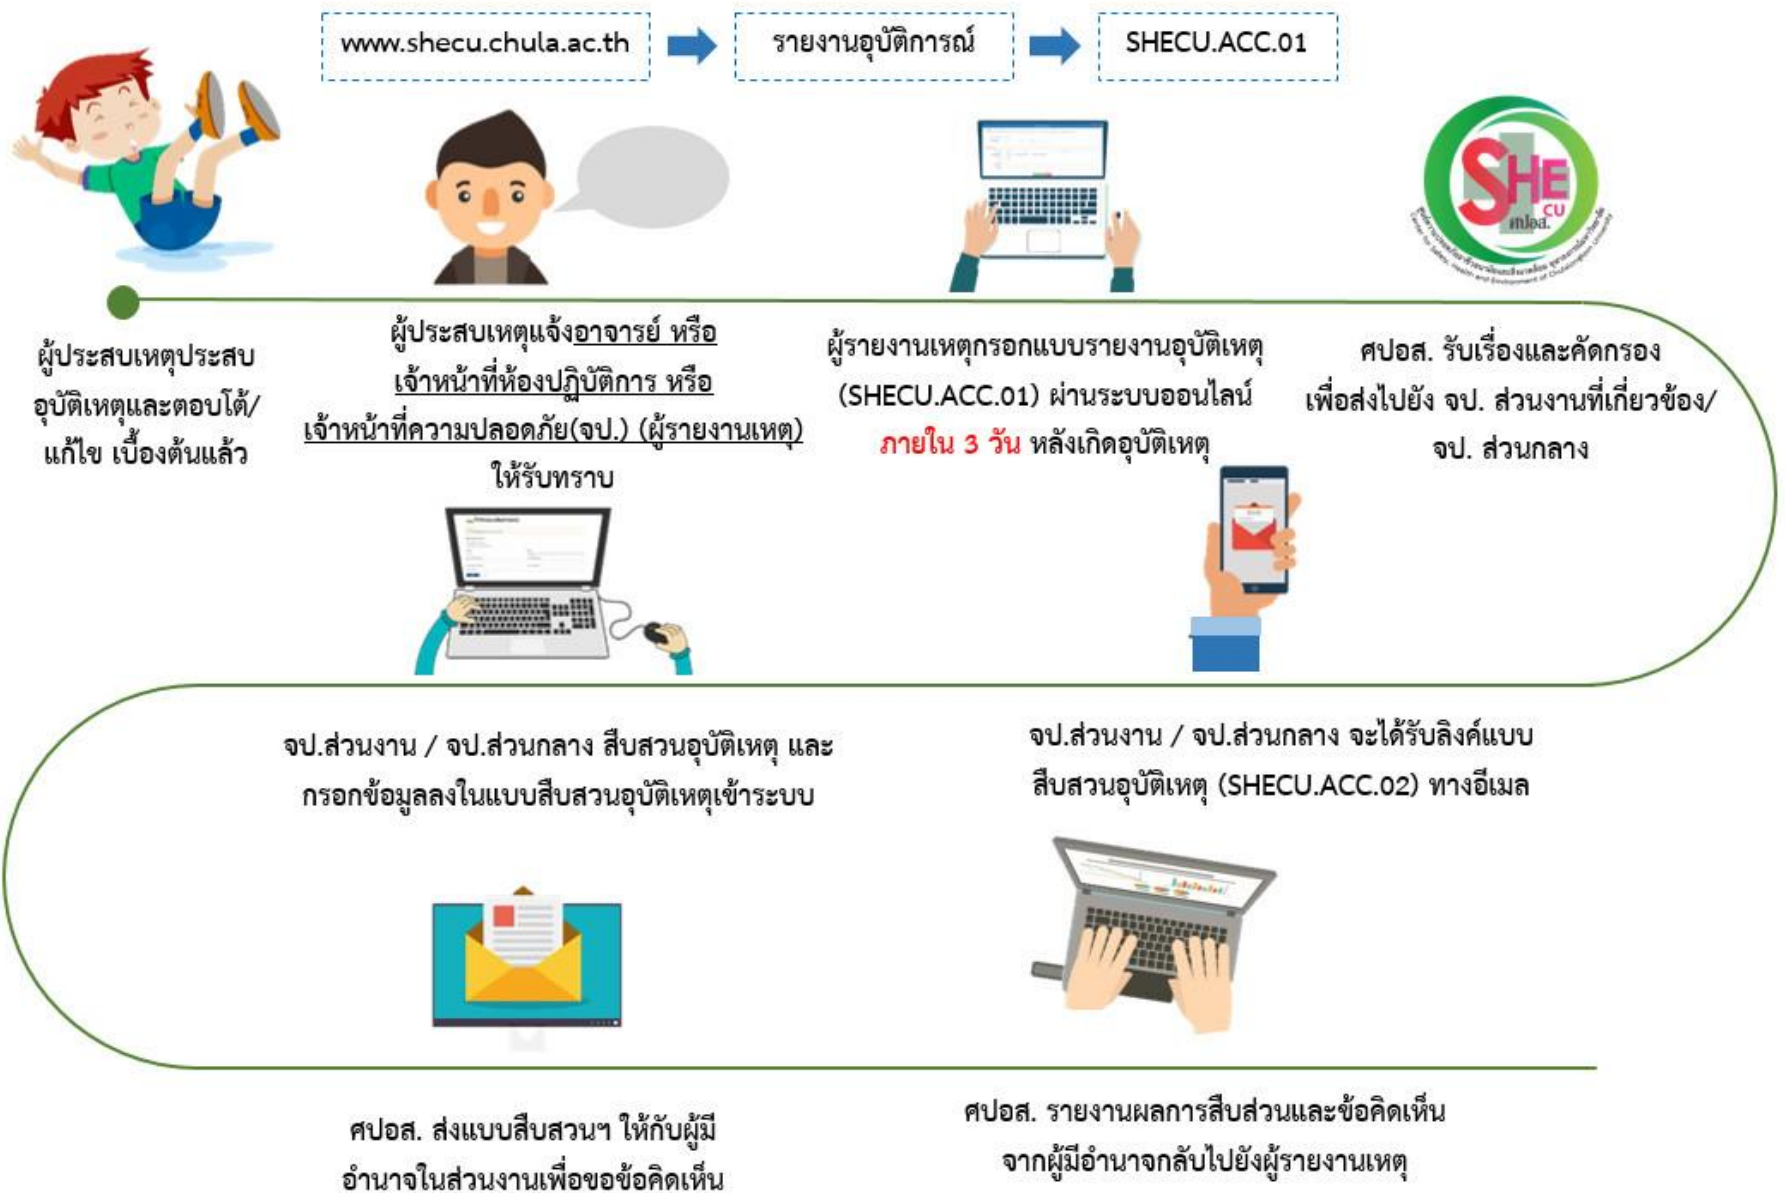 www.shecu.chula.ac.th
รายงานอุบัติการณ์
SHECU.ACC.01
SHE
CU
ศปอส.
ผู้ประสบเหตุประสบ
อุบัติเหตุและตอบโต้/
แก้ไข เบื้องต้นแล้ว
ผู้ประสบเหตุแจ้งอาจารย์ หรือ
เจ้าหน้าที่ห้องปฏิบัติการ หรือ
เจ้าหน้าที่ความปลอดภัย(จป.) (ผู้รายงานเหตุ)
ให้รับทราบ
ผู้รายงานเหตุกรอกแบบรายงานอุบัติเหตุ
(SHECU.ACC.01) ผ่านระบบออนไลน์
ภายใน 3 วัน หลังเกิดอุบัติเหตุ
ศปอส. รับเรื่องและคัดกรอง
เพื่อส่งไปยัง จป. ส่วนงานที่เกี่ยวข้อง/
จป. ส่วนกลาง
จป.ส่วนงาน / จป.ส่วนกลาง จะได้รับลิงค์แบบ
สืบสวนอุบัติเหตุ (SHECU.ACC.02) ทางอีเมล
จป.ส่วนงาน / จป.ส่วนกลาง สืบสวนอุบัติเหตุ และ
กรอกข้อมูลลงในแบบสืบสวนอุบัติเหตุเข้าระบบ
ศปอส. ส่งแบบสืบสวนฯ ให้กับผู้มี
อำนาจในส่วนงานเพื่อขอข้อคิดเห็น
ศปอส. รายงานผลการสืบส่วนและข้อคิดเห็น
จากผู้มีอำนาจกลับไปยังผู้รายงานเหตุ